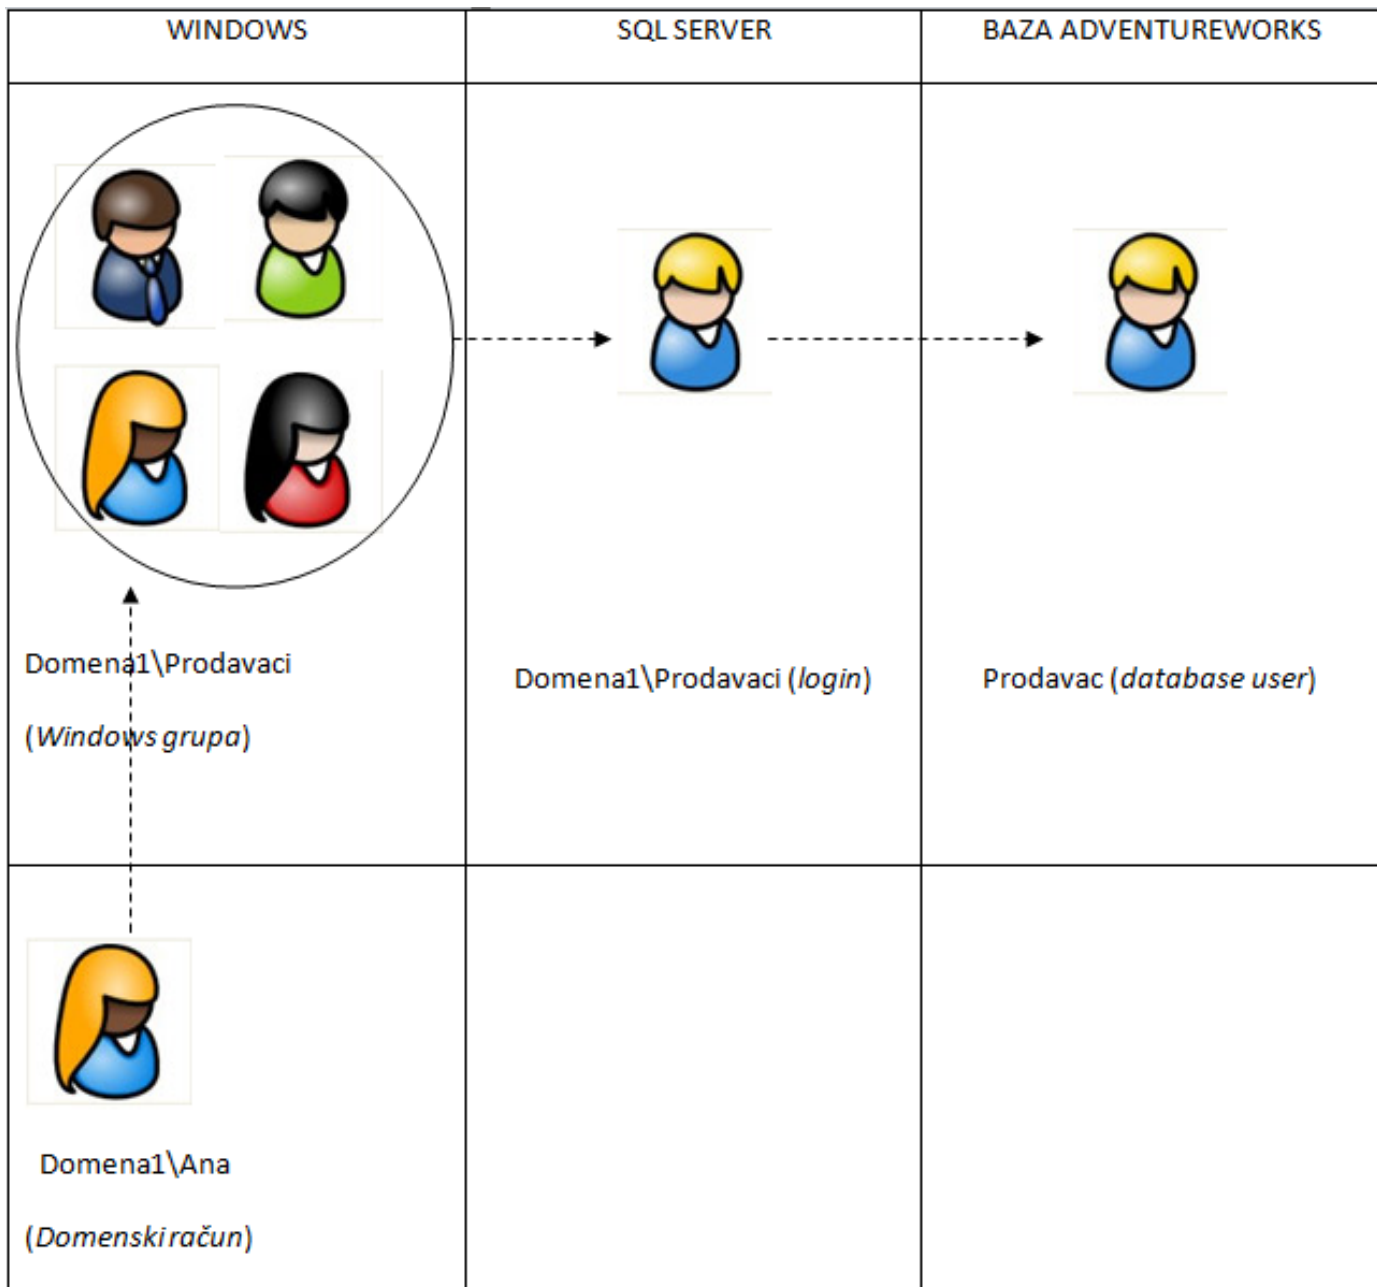 WINDOWS
SQL SERVER
BAZA ADVENTUREWORKS
Domena1\Prodavaci
(Windows grupa)
Domena1\Prodavaci (login)
Prodavac (database user)
Domena1\Ana
(Domenski račun)